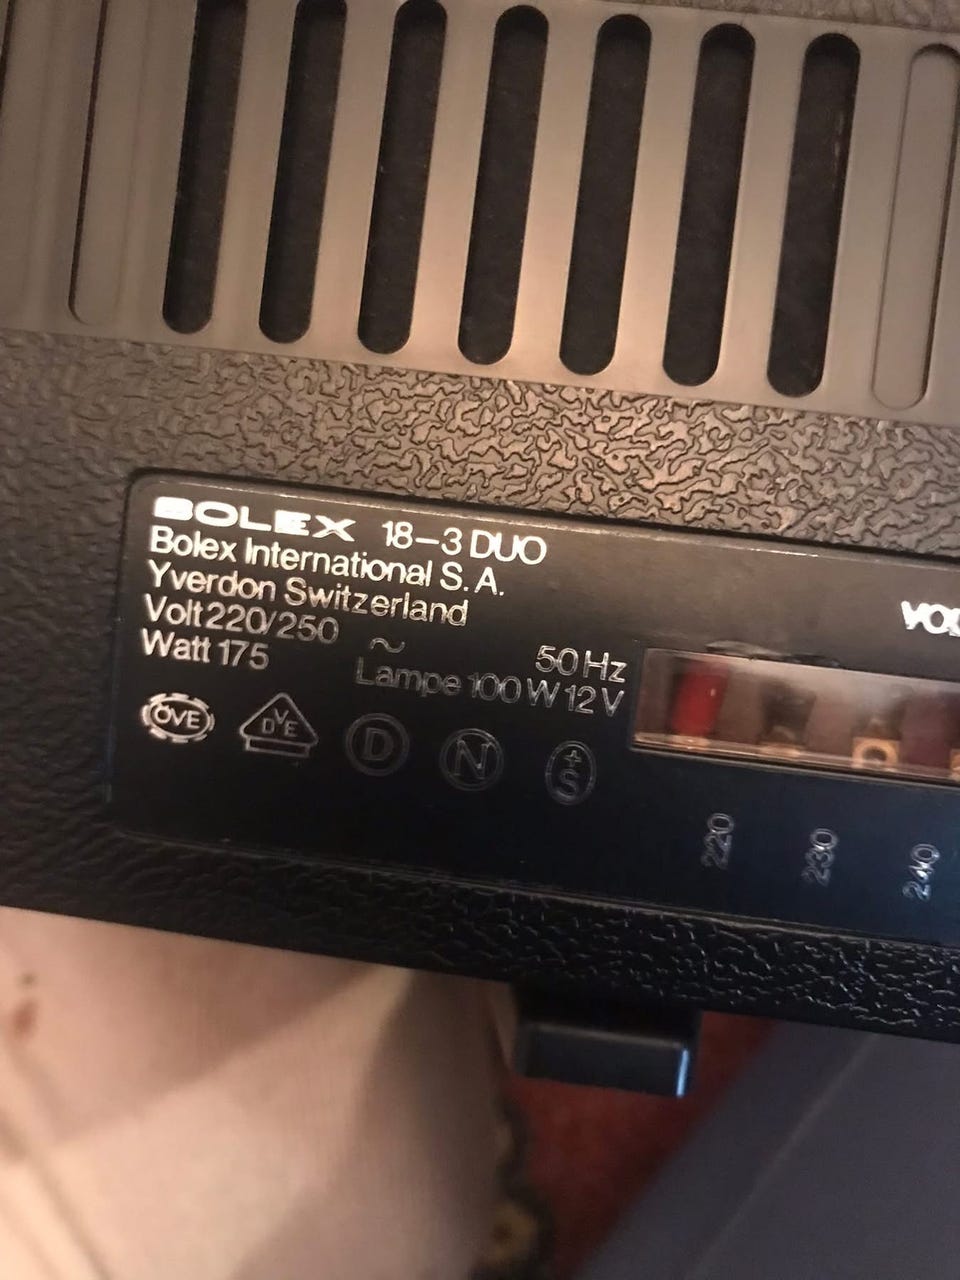 BOLEX 18-3 DUO
Bolex International S.A.
Yverdon Switzerland
Volt 220/250 ~ 50 Hz
Watt 175 Lampe 100 W 12 V
ÖVE DVE D N +S
220 230 240